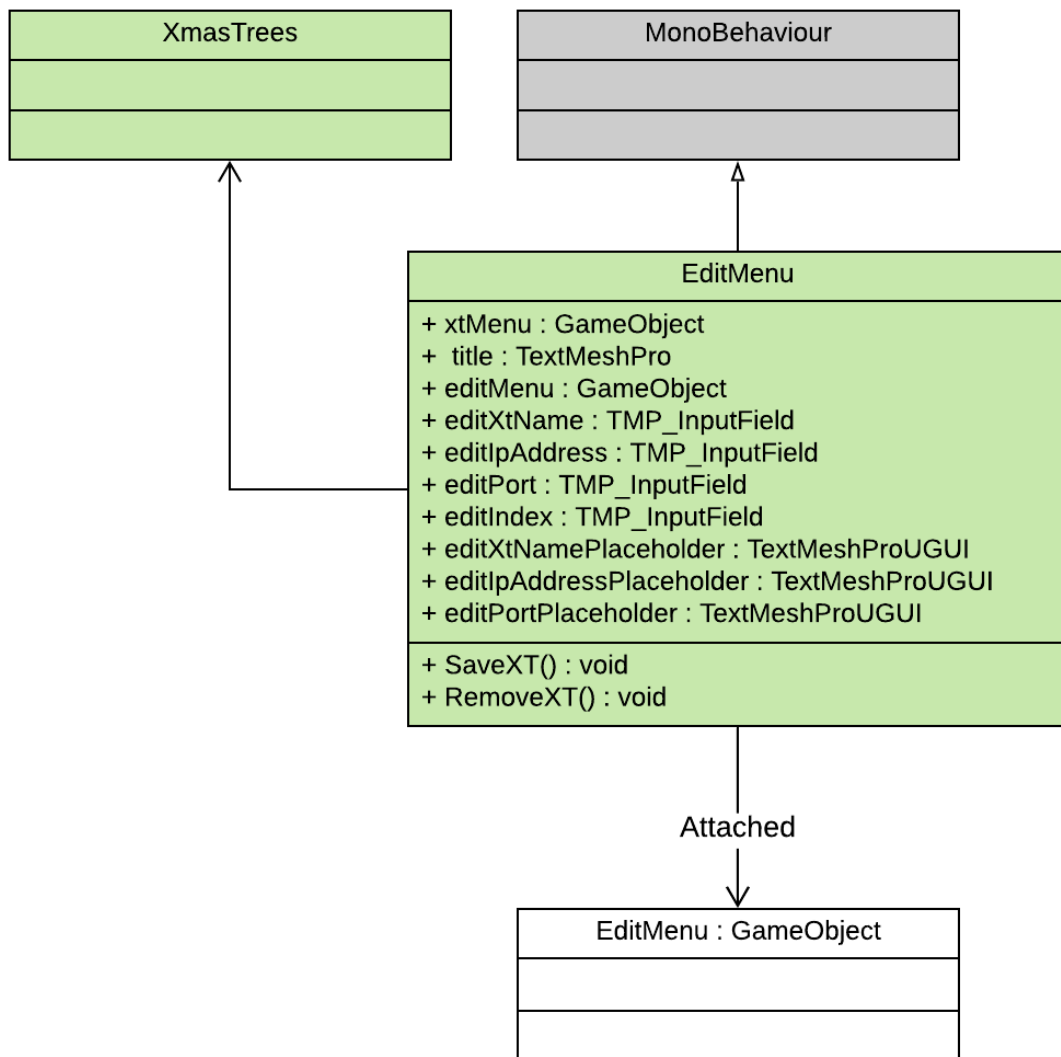 XmasTrees
MonoBehaviour
EditMenu
+ xtMenu : GameObject
+  title : TextMeshPro
+ editMenu : GameObject
+ editXtName : TMP_InputField
+ editIpAddress : TMP_InputField
+ editPort : TMP_InputField
+ editIndex : TMP_InputField
+ editXtNamePlaceholder : TextMeshProUGUI
+ editIpAddressPlaceholder : TextMeshProUGUI
+ editPortPlaceholder : TextMeshProUGUI
+ SaveXT() : void
+ RemoveXT() : void
Attached
EditMenu : GameObject